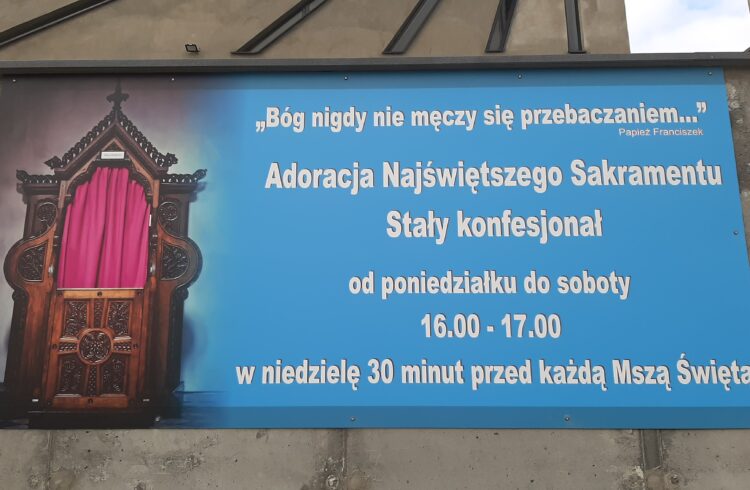 „Bóg nigdy nie męczy się przebaczaniem..."
Papież Franciszek
Adoracja Najświętszego Sakramentu
Stały konfesjonał
od poniedziałku do soboty
16.00 - 17.00
w niedzielę 30 minut przed każdą Mszą Święta